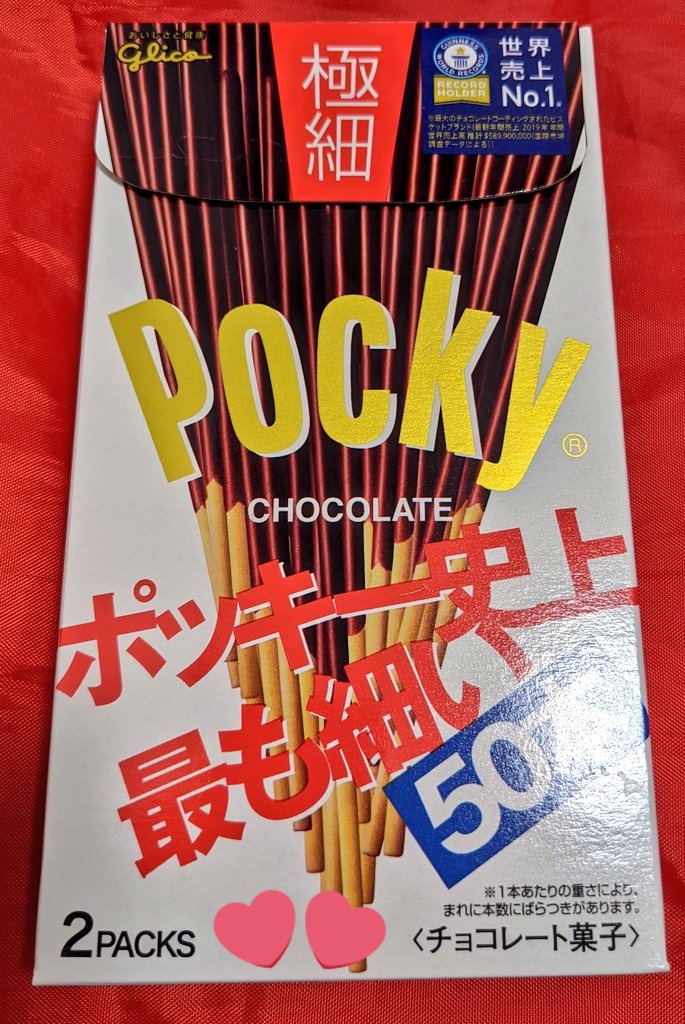 おいしさと健康
Glico
極細
GUINNESS
WORLD RECORDS
RECORD
HOLDER
世界
売上
No.1※
※最大のチョコレートコーティングされたビス
ケットブランド(最新年間売上 2019年 年間
世界売上高 推計 $589,900,000(国際市場
調査データによる))
Pocky®
CHOCOLATE
ポッキー史上
最も細い
50
※1本あたりの重さにより、
まれに本数にばらつきがあります。
2PACKS
〈チョコレート菓子〉